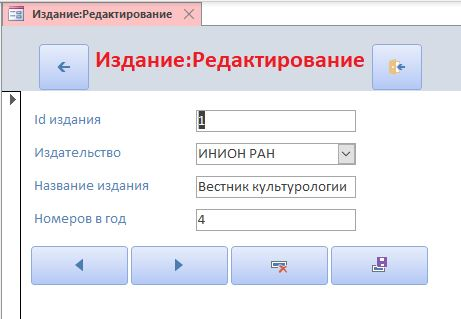 Издание:Редактирование
Издание:Редактирование
Id издания 1
Издательство ИНИОН РАН
Название издания Вестник культурологии
Номеров в год 4